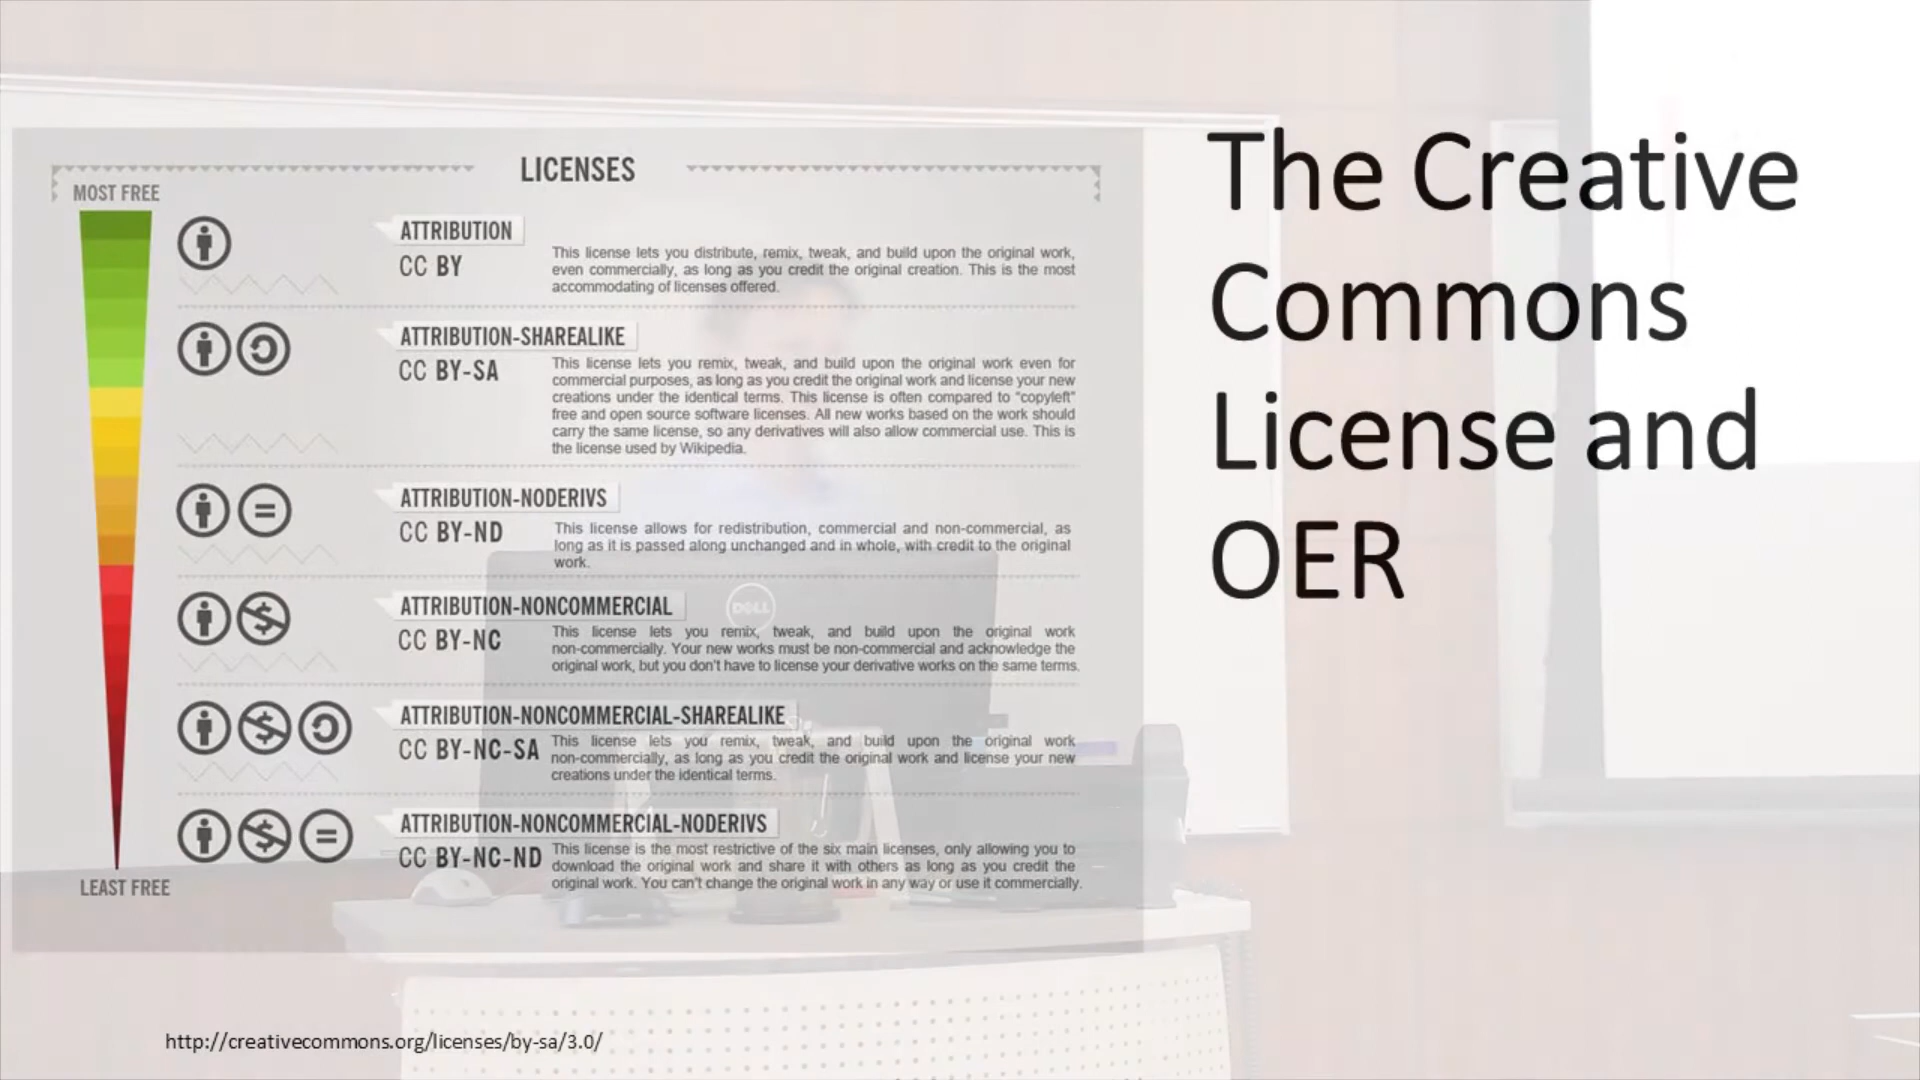 LICENSES
MOST FREE
ATTRIBUTION
CC BY
This license lets you distribute, remix, tweak, and build upon the original work,
even commercially, as long as you credit the original creation. This is the most
accommodating of licenses offered.
ATTRIBUTION-SHAREALIKE
CC BY-SA
This license lets you remix, tweak, and build upon the original work even for
commercial purposes, as long as you credit the original work and license your new
creations under the identical terms. This license is often compared to "copyleft"
free and open source software licenses. All new works based on the work should
carry the same license, so any derivatives will also allow commercial use. This is
the license used by Wikipedia.
ATTRIBUTION-NODERIVS
CC BY-ND
This license allows for redistribution, commercial and non-commercial, as
long as it is passed along unchanged and in whole, with credit to the original
work.
ATTRIBUTION-NONCOMMERCIAL
CC BY-NC
This license lets you remix, tweak, and build upon the original work
non-commercially. Your new works must be non-commercial and acknowledge the
original work, but you don't have to license your derivative works on the same terms.
ATTRIBUTION-NONCOMMERCIAL-SHAREALIKE
CC BY-NC-SA
This license lets you remix, tweak, and build upon the original work
non-commercially, as long as you credit the original work and license your new
creations under the identical terms.
ATTRIBUTION-NONCOMMERCIAL-NODERIVS
CC BY-NC-ND
This license is the most restrictive of the six main licenses, only allowing you to
download the original work and share it with others as long as you credit the
original work. You can't change the original work in any way or use it commercially.
LEAST FREE
DELL
The Creative
Commons
License and
OER
http://creativecommons.org/licenses/by-sa/3.0/